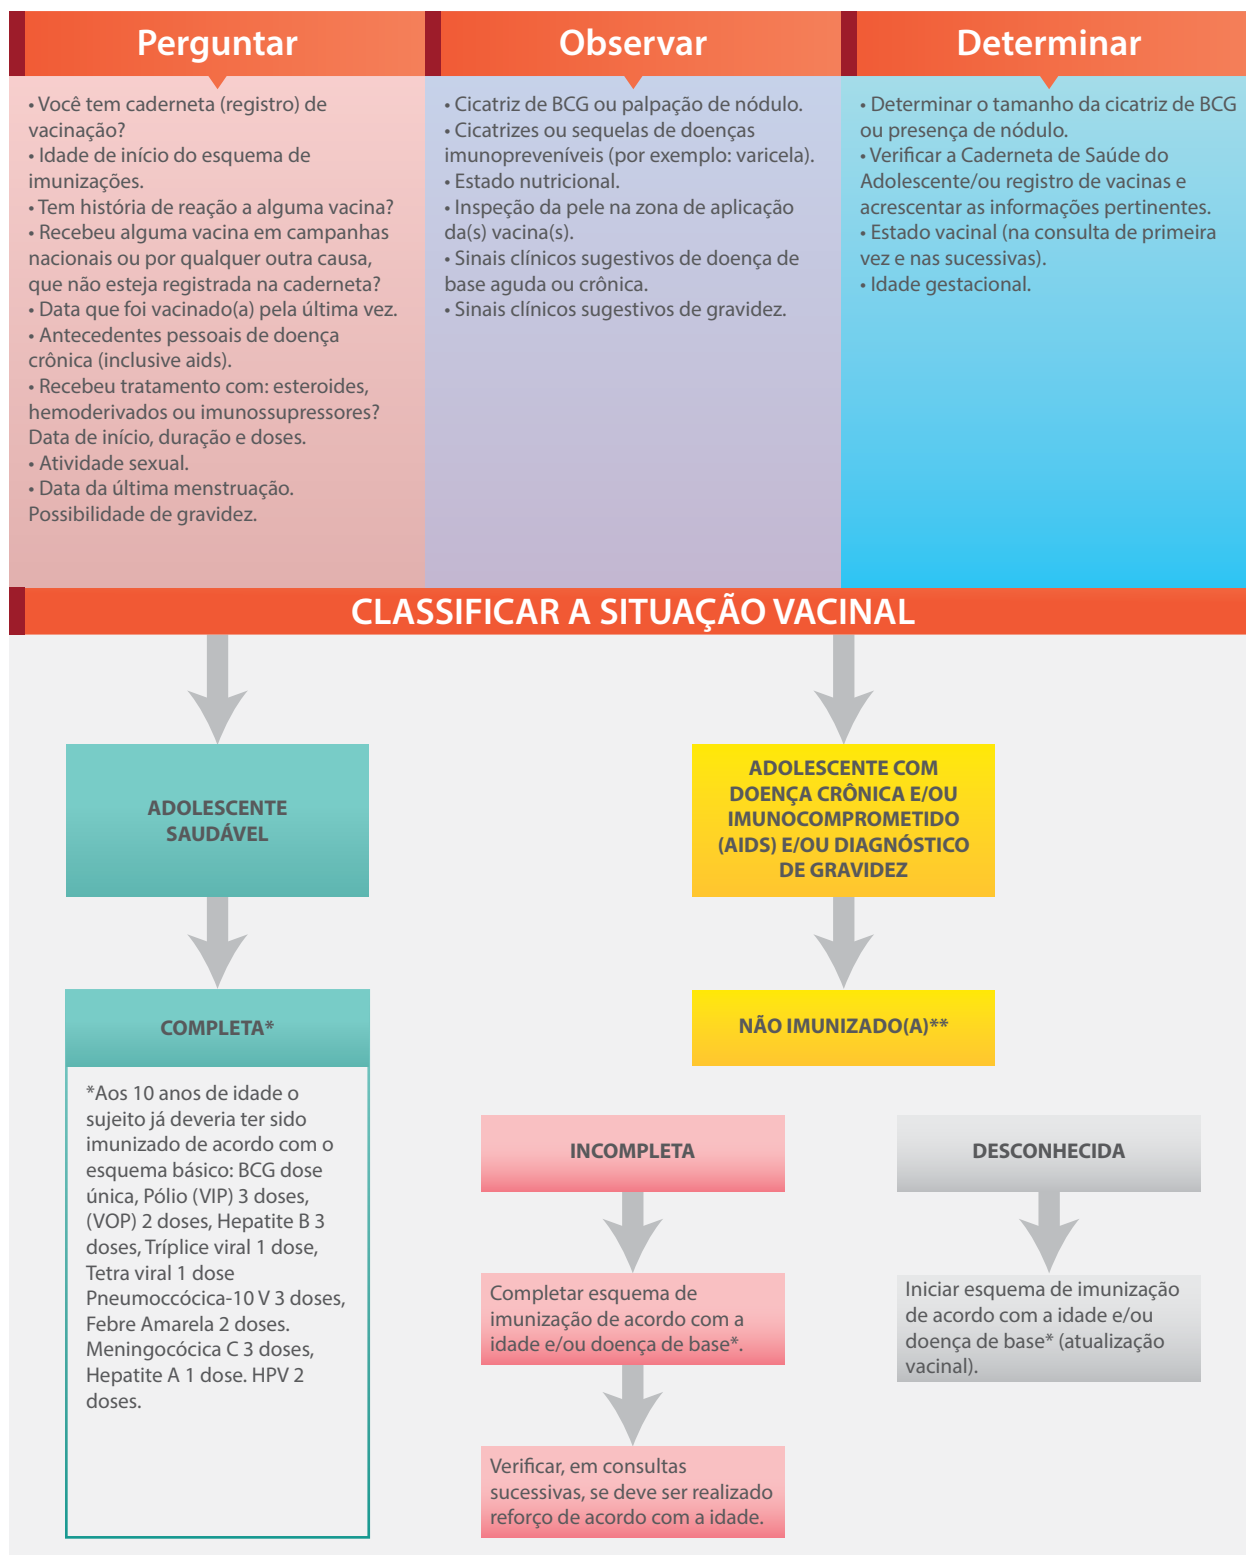 Perguntar
• Você tem caderneta (registro) de
vacinação?
• Idade de início do esquema de
imunizações.
• Tem história de reação a alguma vacina?
• Recebeu alguma vacina em campanhas
nacionais ou por qualquer outra causa,
que não esteja registrada na caderneta?
• Data que foi vacinado(a) pela última vez.
• Antecedentes pessoais de doença
crônica (inclusive aids).
• Recebeu tratamento com: esteroides,
hemoderivados ou imunossupressores?
Data de início, duração e doses.
• Atividade sexual.
• Data da última menstruação.
Possibilidade de gravidez.
Observar
• Cicatriz de BCG ou palpação de nódulo.
• Cicatrizes ou sequelas de doenças
imunopreveníveis (por exemplo: varicela).
• Estado nutricional.
• Inspeção da pele na zona de aplicação
da(s) vacina(s).
• Sinais clínicos sugestivos de doença de
base aguda ou crônica.
• Sinais clínicos sugestivos de gravidez.
Determinar
• Determinar o tamanho da cicatriz de BCG
ou presença de nódulo.
• Verificar a Caderneta de Saúde do
Adolescente/ou registro de vacinas e
acrescentar as informações pertinentes.
• Estado vacinal (na consulta de primeira
vez e nas sucessivas).
• Idade gestacional.
CLASSIFICAR A SITUAÇÃO VACINAL
ADOLESCENTE
SAUDÁVEL
COMPLETA*
*Aos 10 anos de idade o
sujeito já deveria ter sido
imunizado de acordo com o
esquema básico: BCG dose
única, Pólio (VIP) 3 doses,
(VOP) 2 doses, Hepatite B 3
doses, Tríplice viral 1 dose,
Tetra viral 1 dose
Pneumoccócica-10 V 3 doses,
Febre Amarela 2 doses.
Meningocócica C 3 doses,
Hepatite A 1 dose. HPV 2
doses.
ADOLESCENTE COM
DOENÇA CRÔNICA E/OU
IMUNOCOMPROMETIDO
(AIDS) E/OU DIAGNÓSTICO
DE GRAVIDEZ
NÃO IMUNIZADO(A)**
INCOMPLETA
Completar esquema de
imunização de acordo com a
idade e/ou doença de base*.
Verificar, em consultas
sucessivas, se deve ser realizado
reforço de acordo com a idade.
DESCONHECIDA
Iniciar esquema de imunização
de acordo com a idade e/ou
doença de base* (atualização
vacinal).